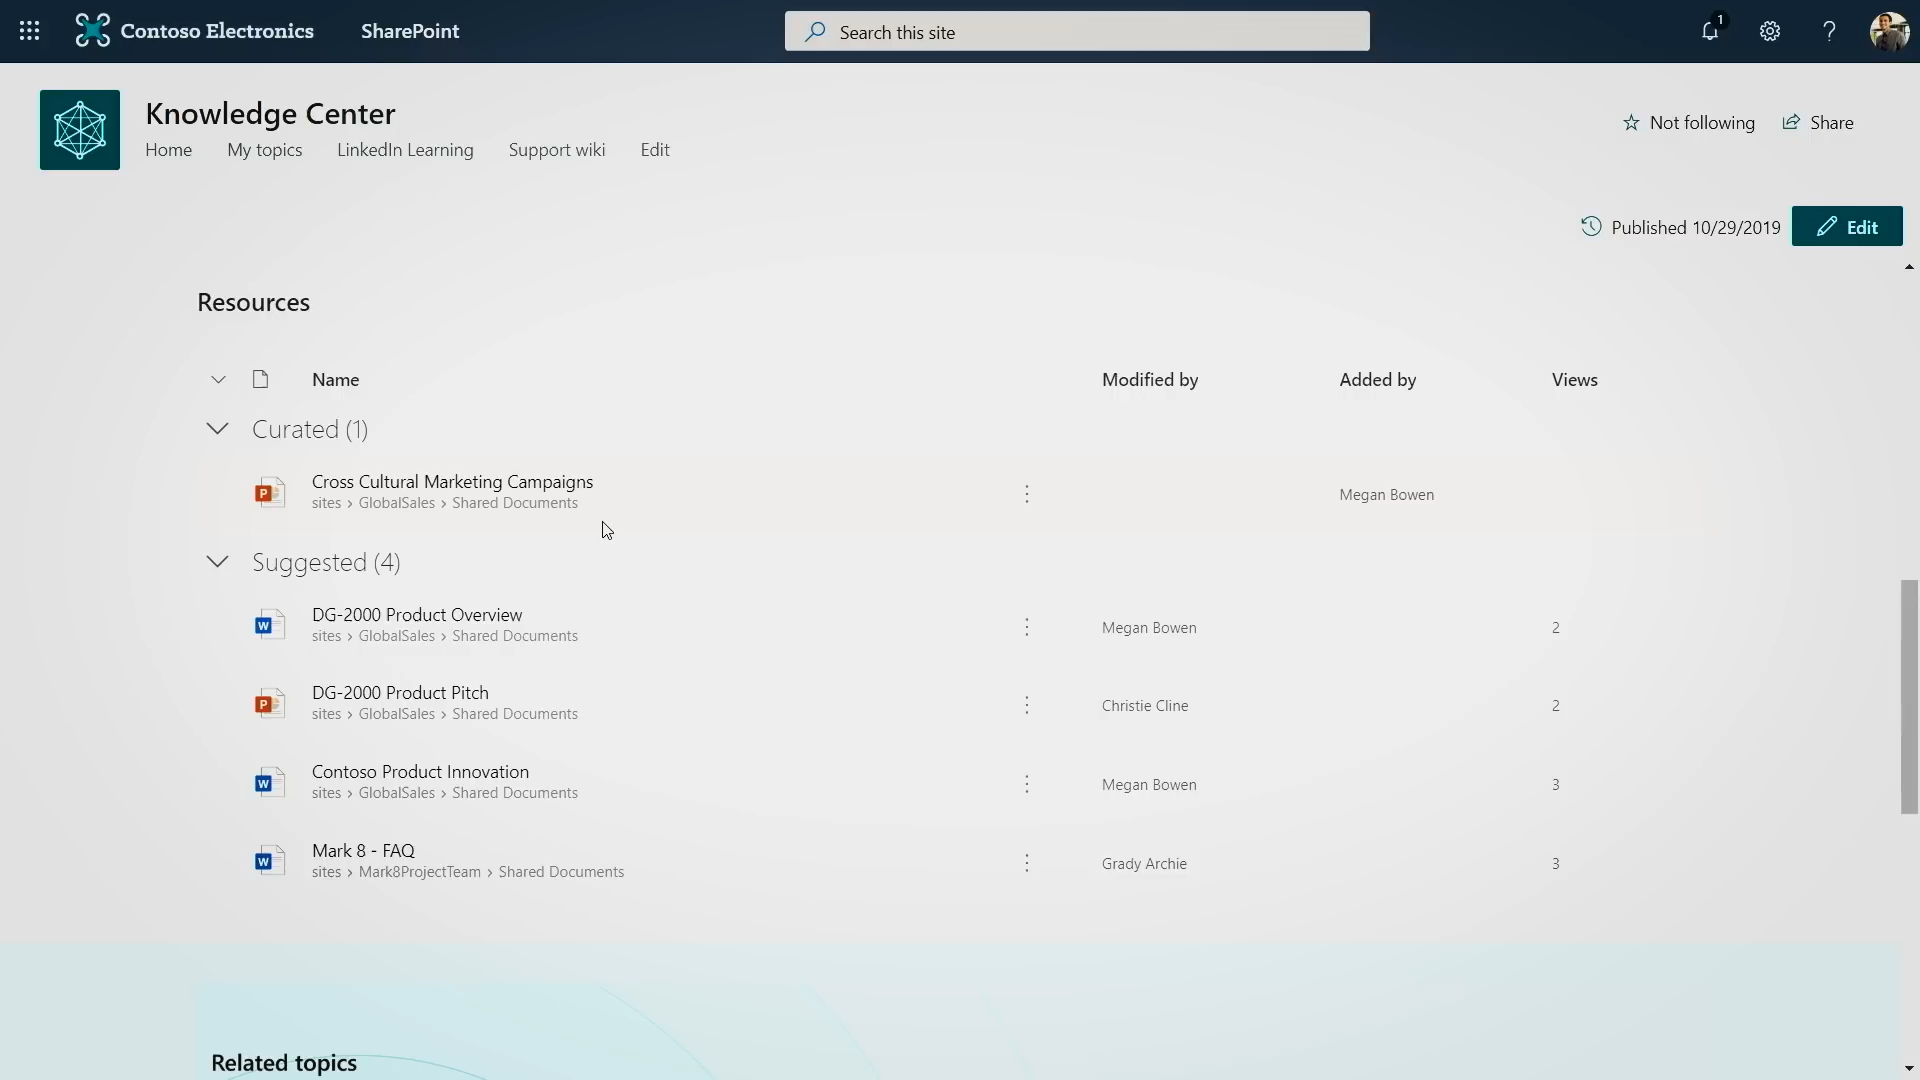 Contoso Electronics
SharePoint
Search this site
1
Knowledge Center
Home
My topics
LinkedIn Learning
Support wiki
Edit
Not following
Share
Published 10/29/2019
Edit
Resources
Name
Modified by
Added by
Views
Curated (1)
Cross Cultural Marketing Campaigns
Megan Bowen
sites › GlobalSales › Shared Documents
Suggested (4)
DG-2000 Product Overview
Megan Bowen
2
sites › GlobalSales › Shared Documents
DG-2000 Product Pitch
Christie Cline
2
sites › GlobalSales › Shared Documents
Contoso Product Innovation
Megan Bowen
3
sites › GlobalSales › Shared Documents
Mark 8 - FAQ
Grady Archie
3
sites › Mark8ProjectTeam › Shared Documents
Related topics